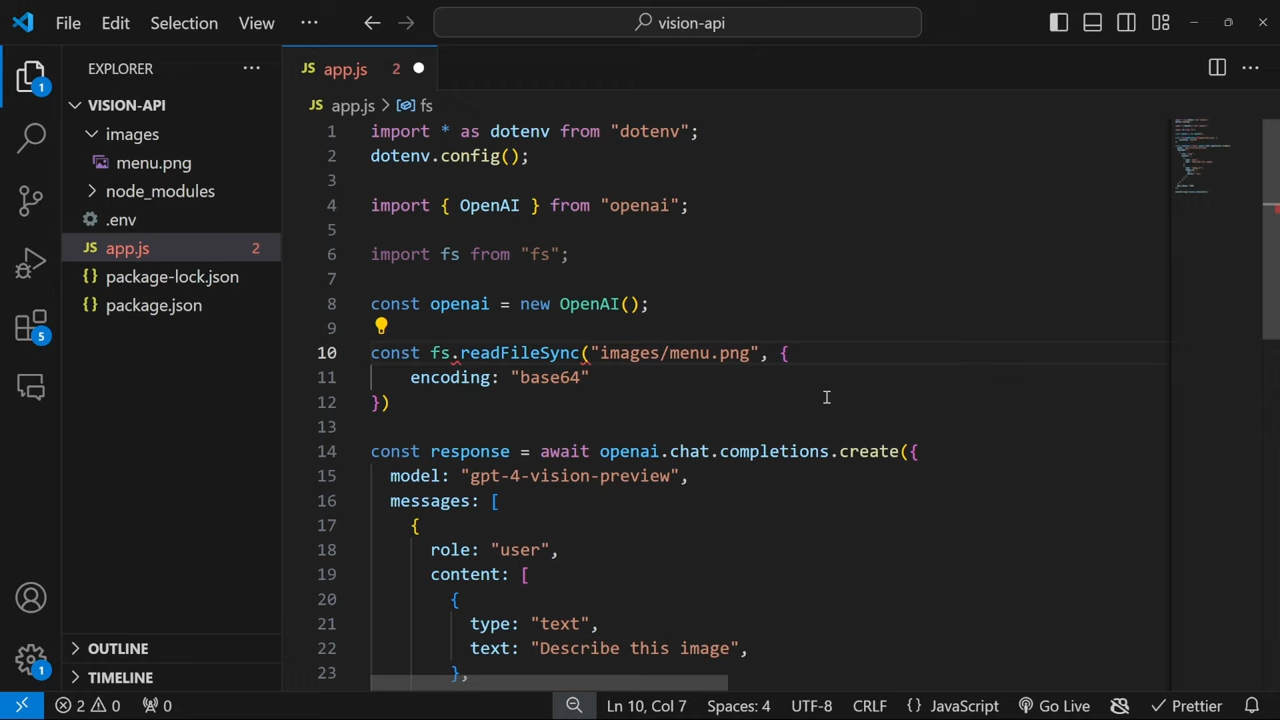 File Edit Selection View ··· vision-api
EXPLORER ···
JS app.js 2
VISION-API
JS app.js > fs
images
menu.png
node_modules
.env
JS app.js 2
{} package-lock.json
{} package.json
1
1 import * as dotenv from "dotenv";
2 dotenv.config();
3
4 import { OpenAI } from "openai";
5
6 import fs from "fs";
7
8 const openai = new OpenAI();
9
10 const fs.readFileSync("images/menu.png", {
11 encoding: "base64"
12 })
13
14 const response = await openai.chat.completions.create({
15 model: "gpt-4-vision-preview",
16 messages: [
17 {
18 role: "user",
19 content: [
20 {
21 type: "text",
22 text: "Describe this image",
23 },
5
1
OUTLINE
TIMELINE
2 0 0 Ln 10, Col 7 Spaces: 4 UTF-8 CRLF {} JavaScript Go Live Prettier